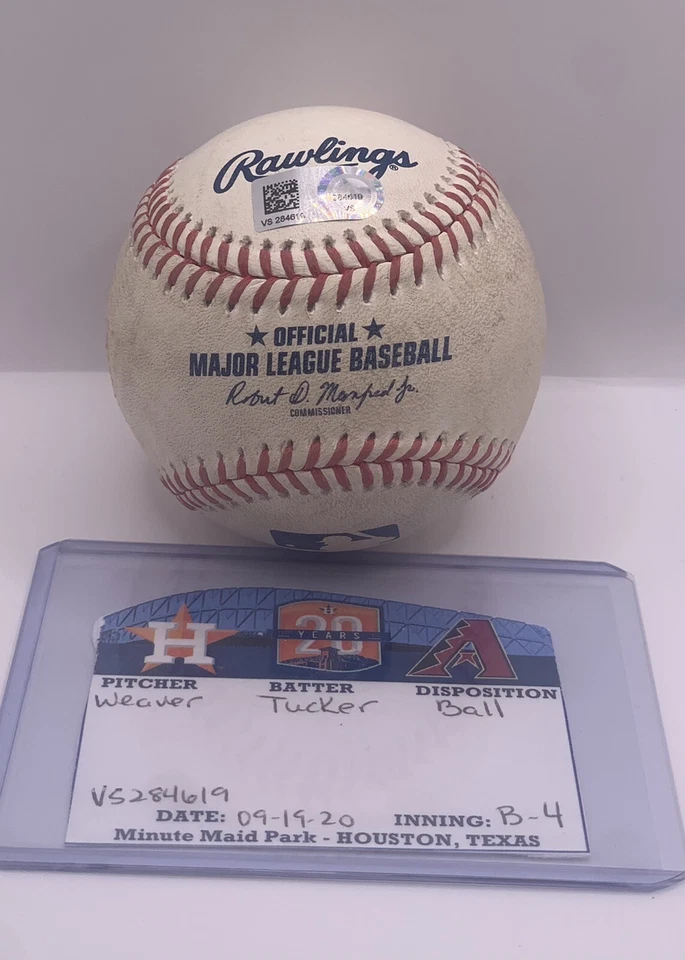 Rawlings®
VS 284619
284619
VS
★ OFFICIAL ★
MAJOR LEAGUE BASEBALL
Robert D. Manfred Jr.
COMMISSIONER
H
20
YEARS
A
PITCHER BATTER DISPOSITION
Weaver Tucker Ball
VS284619
DATE: 09-19-20 INNING: B-4
Minute Maid Park - HOUSTON, TEXAS